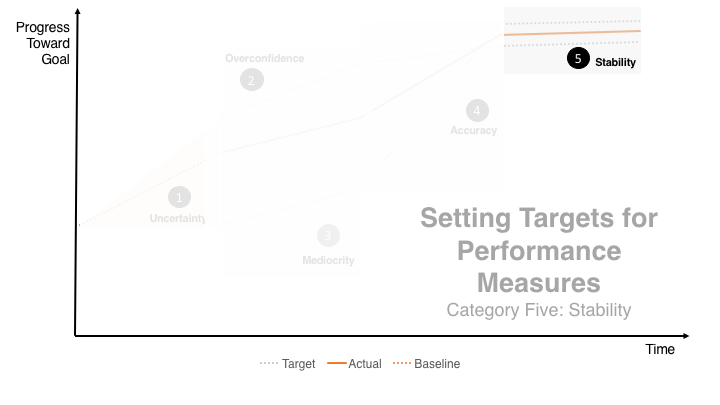 Progress
Toward
Goal
Overconfidence
2
5 Stability
4
Accuracy
1
Uncertainty
3
Mediocrity
Setting Targets for
Performance
Measures
Category Five: Stability
Time
Target Actual Baseline